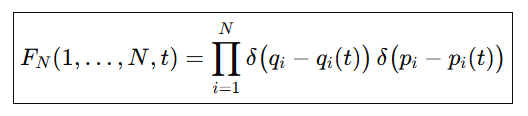 F_N(1, . . . , N, t) = ∏_{i=1}^{N} δ(q_i − q_i(t)) δ(p_i − p_i(t))